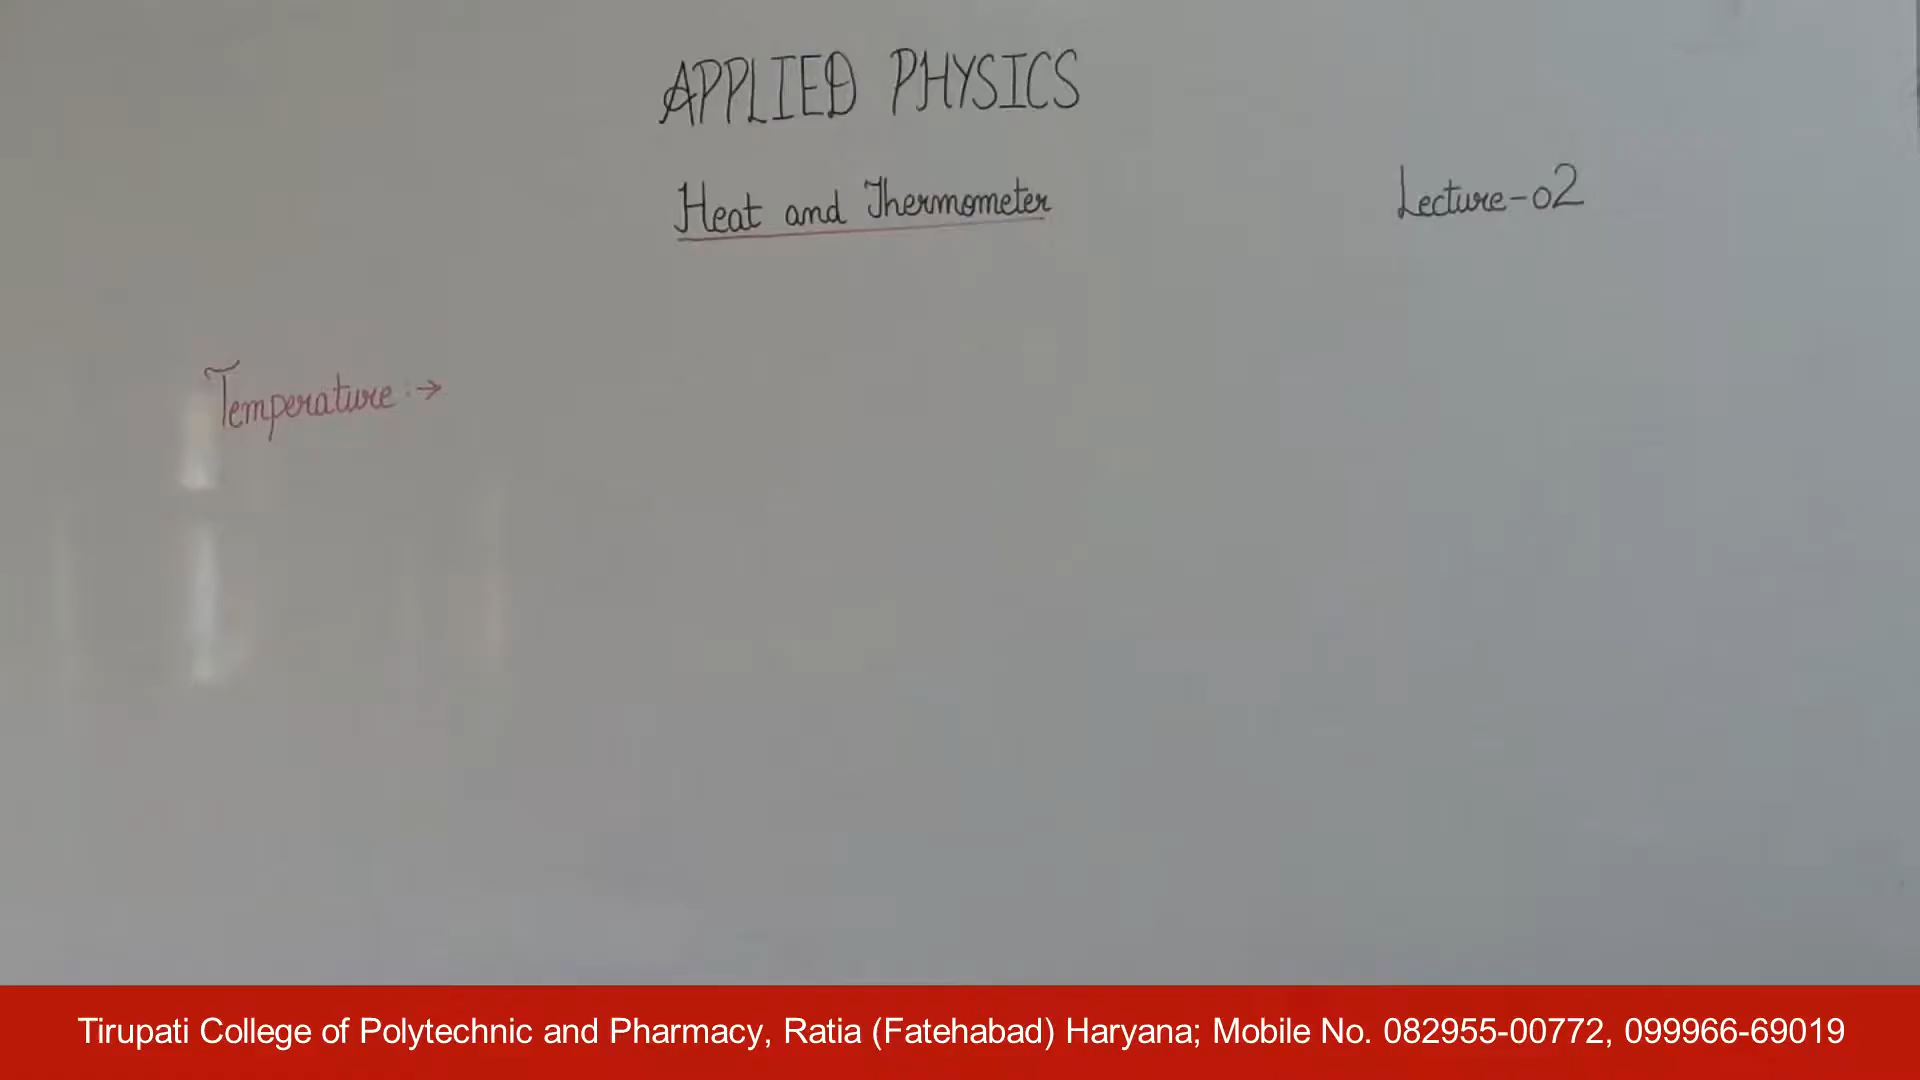 APPLIED PHYSICS
Heat and Thermometer
Lecture-02
Temperature :→
Tirupati College of Polytechnic and Pharmacy, Ratia (Fatehabad) Haryana; Mobile No. 082955-00772, 099966-69019